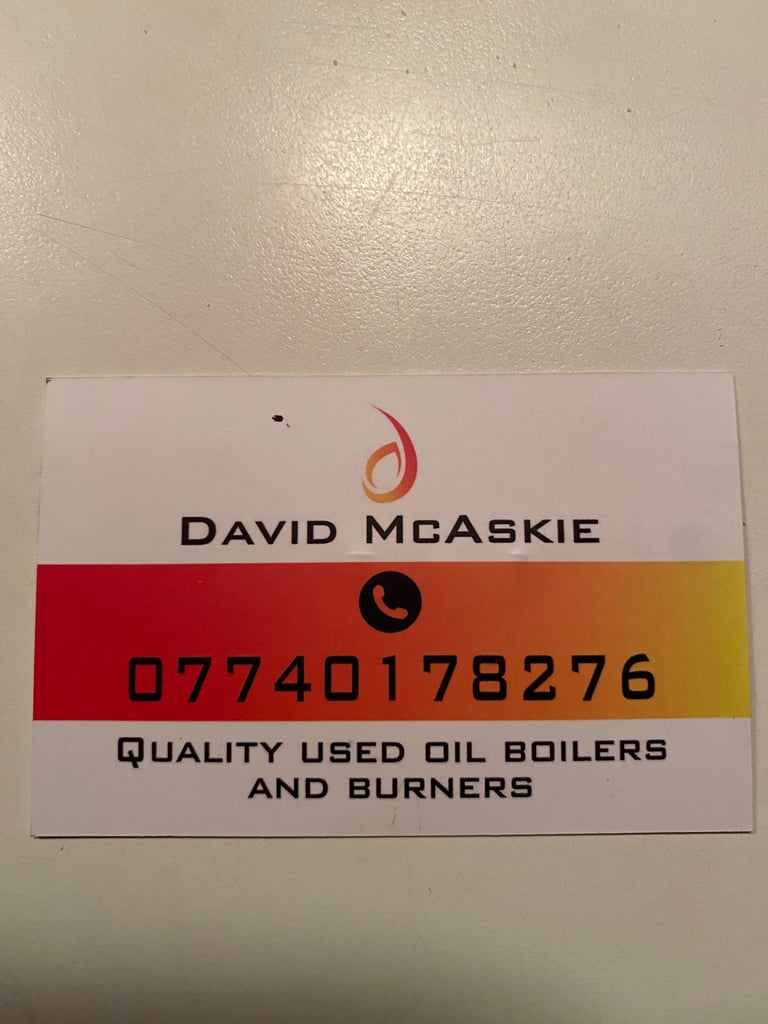 DAVID MCASKIE
07740178276
QUALITY USED OIL BOILERS
AND BURNERS